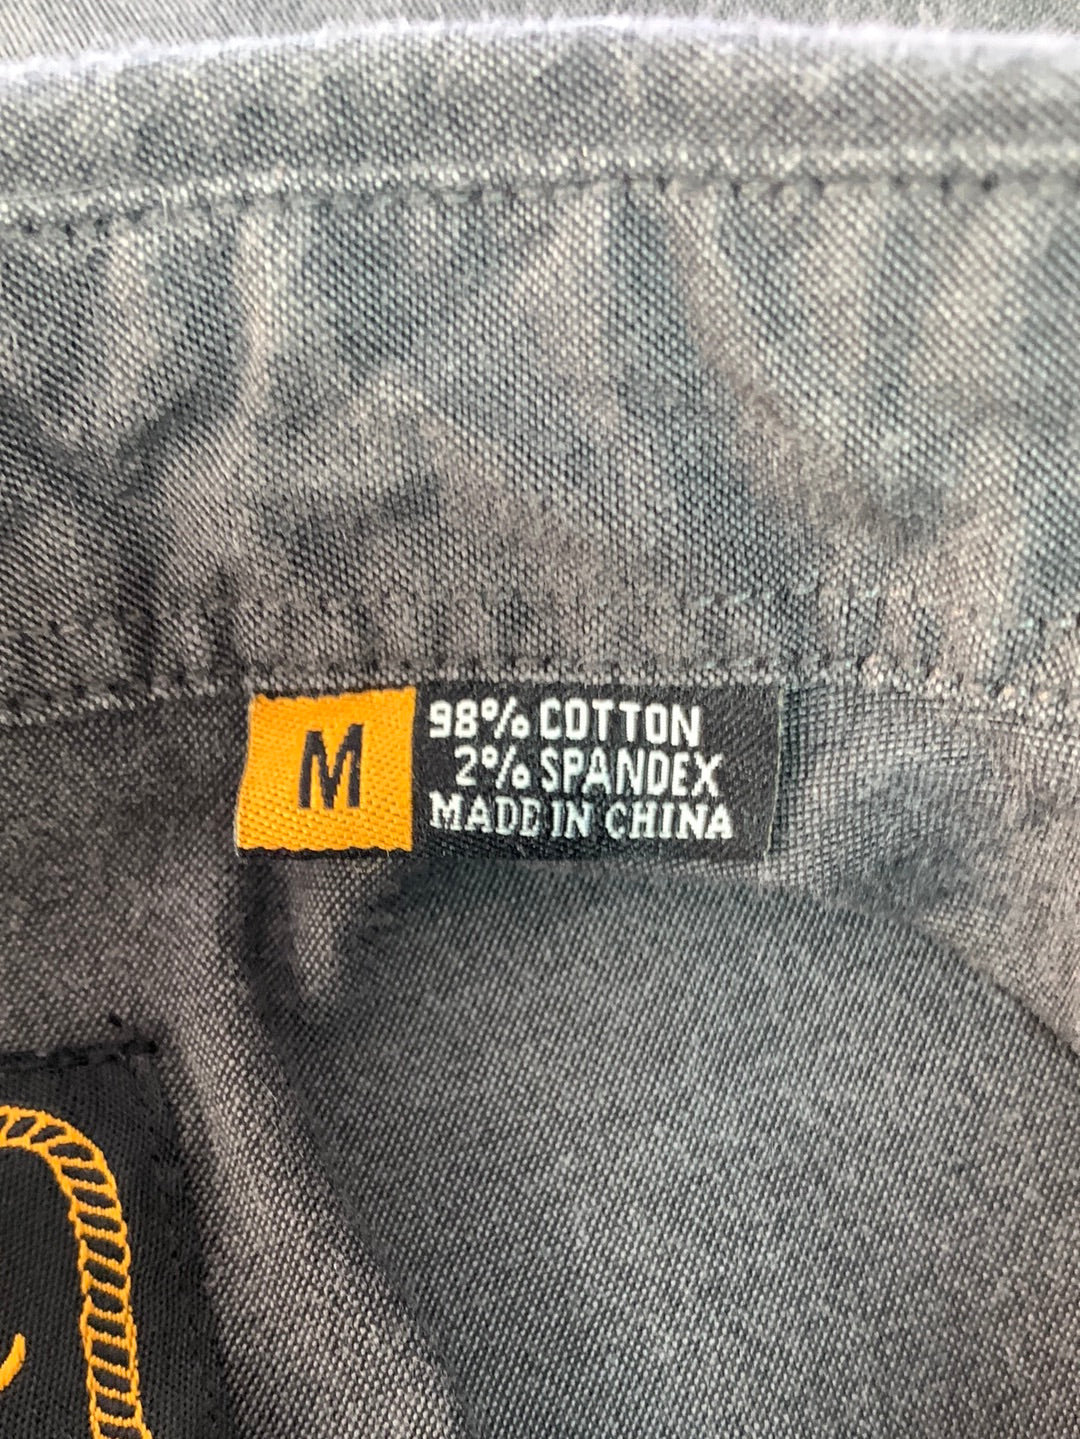 M
98% COTTON
2% SPANDEX
MADE IN CHINA